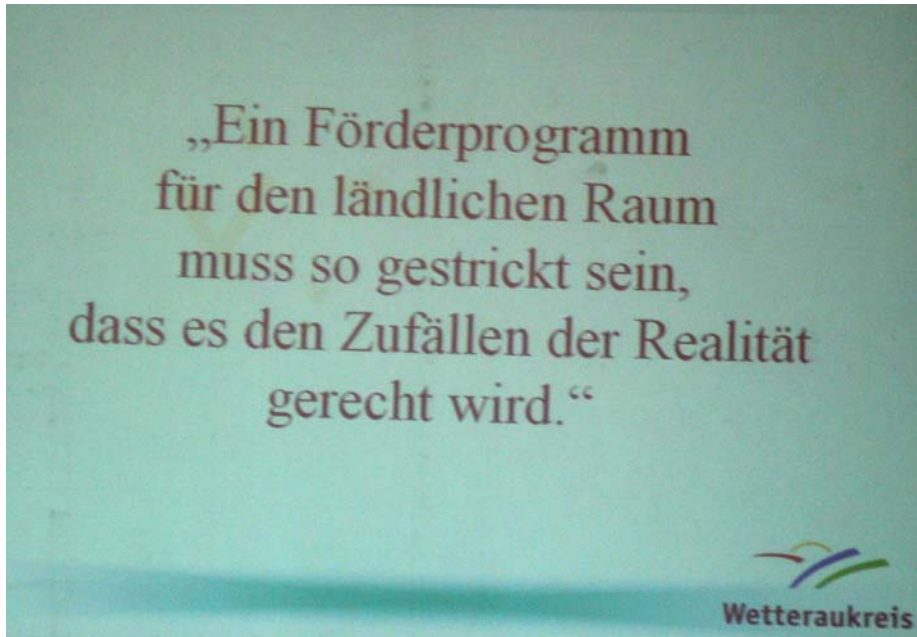 „Ein Förderprogramm
für den ländlichen Raum
muss so gestrickt sein,
dass es den Zufällen der Realität
gerecht wird.“
Wetteraukreis